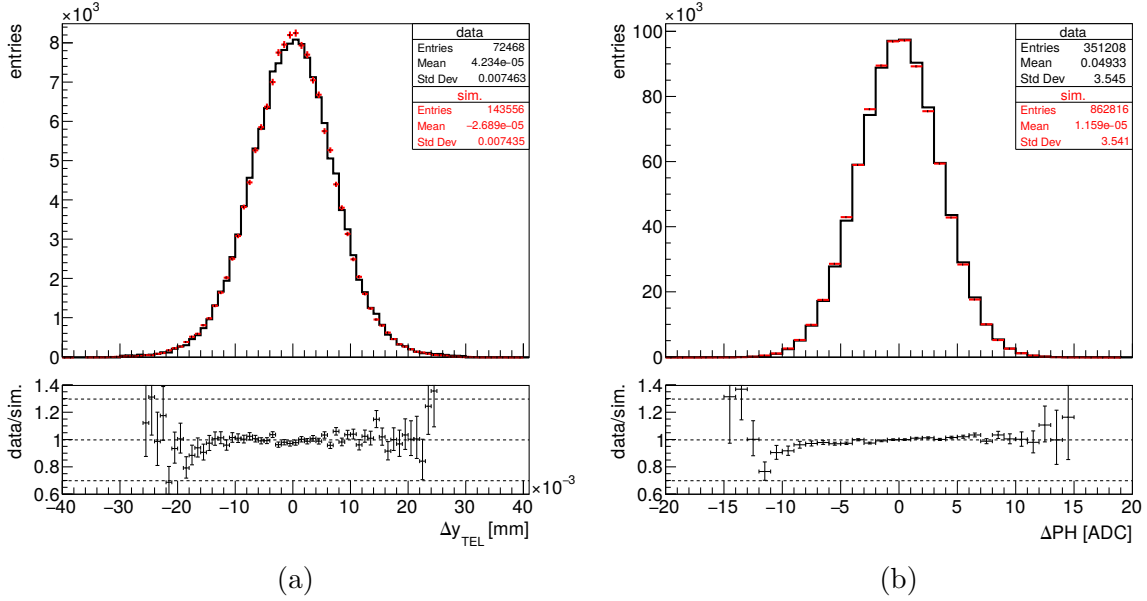 ×10³
entries
8
7
6
5
4
3
2
1
0
data
Entries 72468
Mean 4.234e−05
Std Dev 0.007463
sim.
Entries 143556
Mean −2.689e−05
Std Dev 0.007435
data/sim.
1.4
1.2
1
0.8
0.6
−40 −30 −20 −10 0 10 20 30 40
×10⁻³
Δy_TEL [mm]
(a)
×10³
entries
100
80
60
40
20
0
data
Entries 351208
Mean 0.04933
Std Dev 3.545
sim.
Entries 862816
Mean 1.159e−05
Std Dev 3.541
data/sim.
1.4
1.2
1
0.8
0.6
−20 −15 −10 −5 0 5 10 15 20
ΔPH [ADC]
(b)